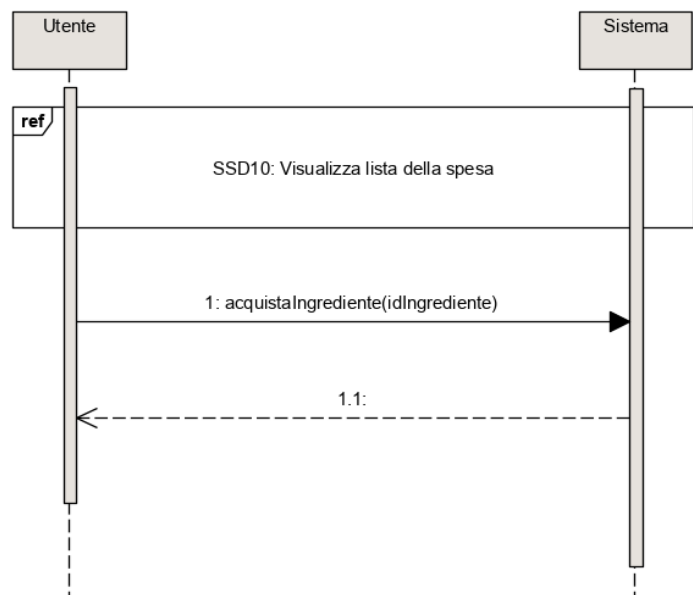 Utente
Sistema
ref
SSD10: Visualizza lista della spesa
1: acquistaIngrediente(idIngrediente)
1.1: